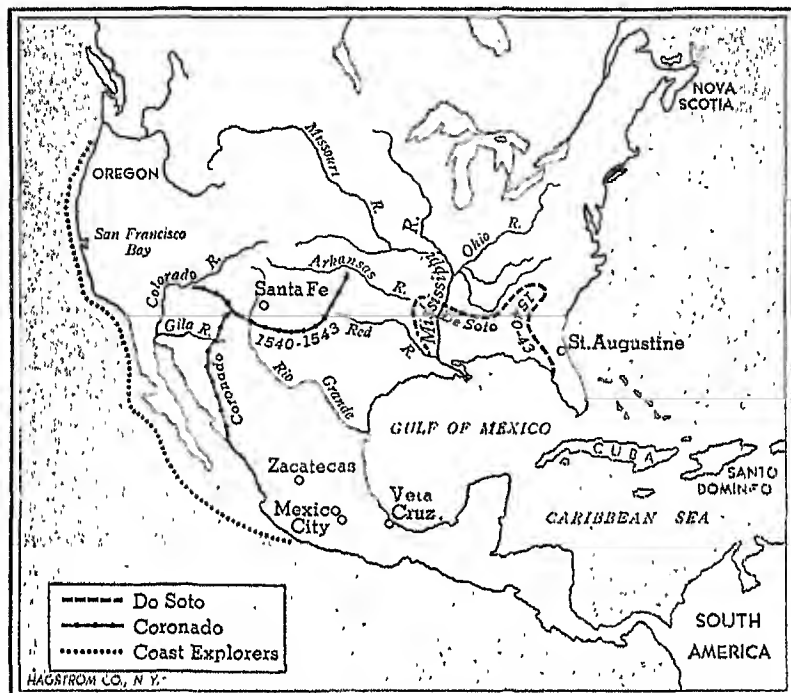 NOVA
SCOTIA
OREGON
Missouri
R.
Mississippi
R.
Ohio
R.
San Francisco
Bay
Colorado R.
Arkansas
R.
Santa Fe
Gila R.
1540-1543
Red
R.
De Soto
St. Augustine
Coronado
Rio
Grande
GULF OF MEXICO
CUBA
SANTO
DOMINGO
Zacatecas
Mexico
City
Vera
Cruz
CARIBBEAN SEA
Do Soto
Coronado
Coast Explorers
SOUTH
AMERICA
HAGSTROM CO., N. Y.